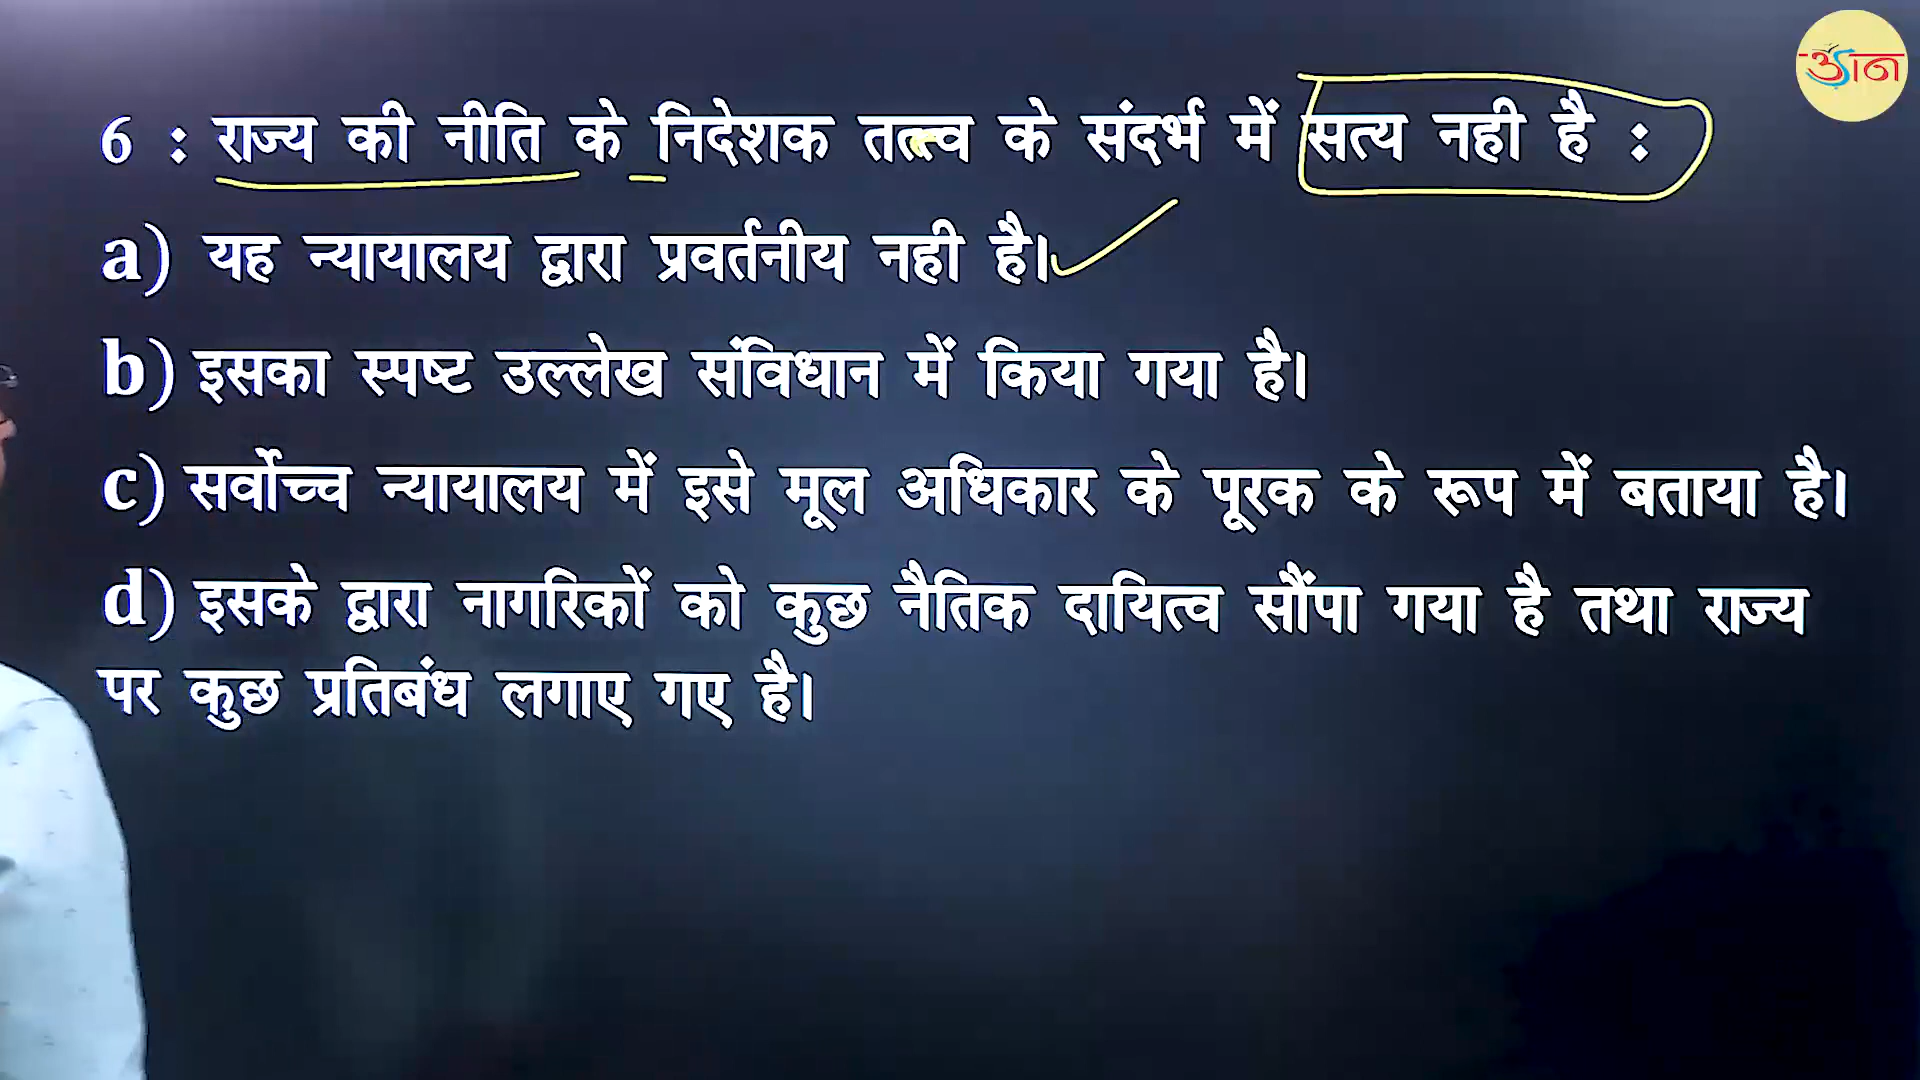 उड़ान
6 : राज्य की नीति के निदेशक तत्त्व के संदर्भ में सत्य नही है :
a) यह न्यायालय द्वारा प्रवर्तनीय नही है।
b) इसका स्पष्ट उल्लेख संविधान में किया गया है।
c) सर्वोच्च न्यायालय में इसे मूल अधिकार के पूरक के रूप में बताया है।
d) इसके द्वारा नागरिकों को कुछ नैतिक दायित्व सौंपा गया है तथा राज्य
पर कुछ प्रतिबंध लगाए गए है।